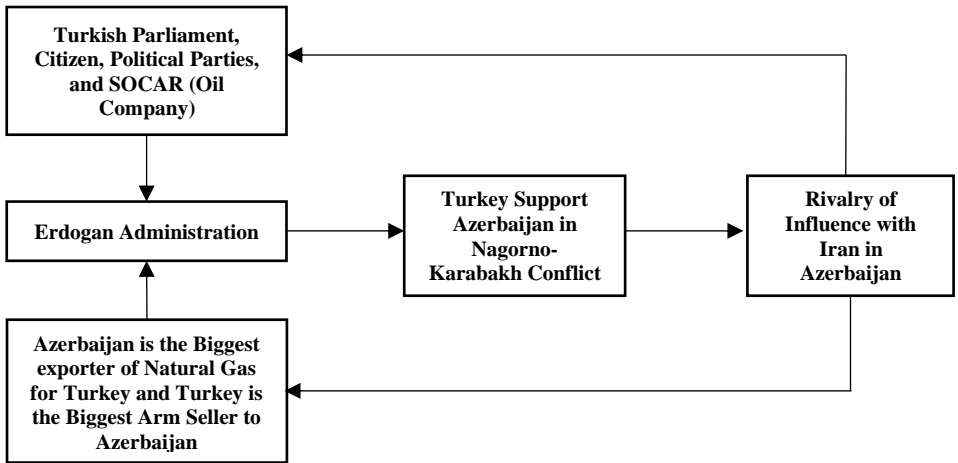 Turkish Parliament,
Citizen, Political Parties,
and SOCAR (Oil
Company)
Erdogan Administration
Azerbaijan is the Biggest
exporter of Natural Gas
for Turkey and Turkey is
the Biggest Arm Seller to
Azerbaijan
Turkey Support
Azerbaijan in
Nagorno-
Karabakh Conflict
Rivalry of
Influence with
Iran in
Azerbaijan